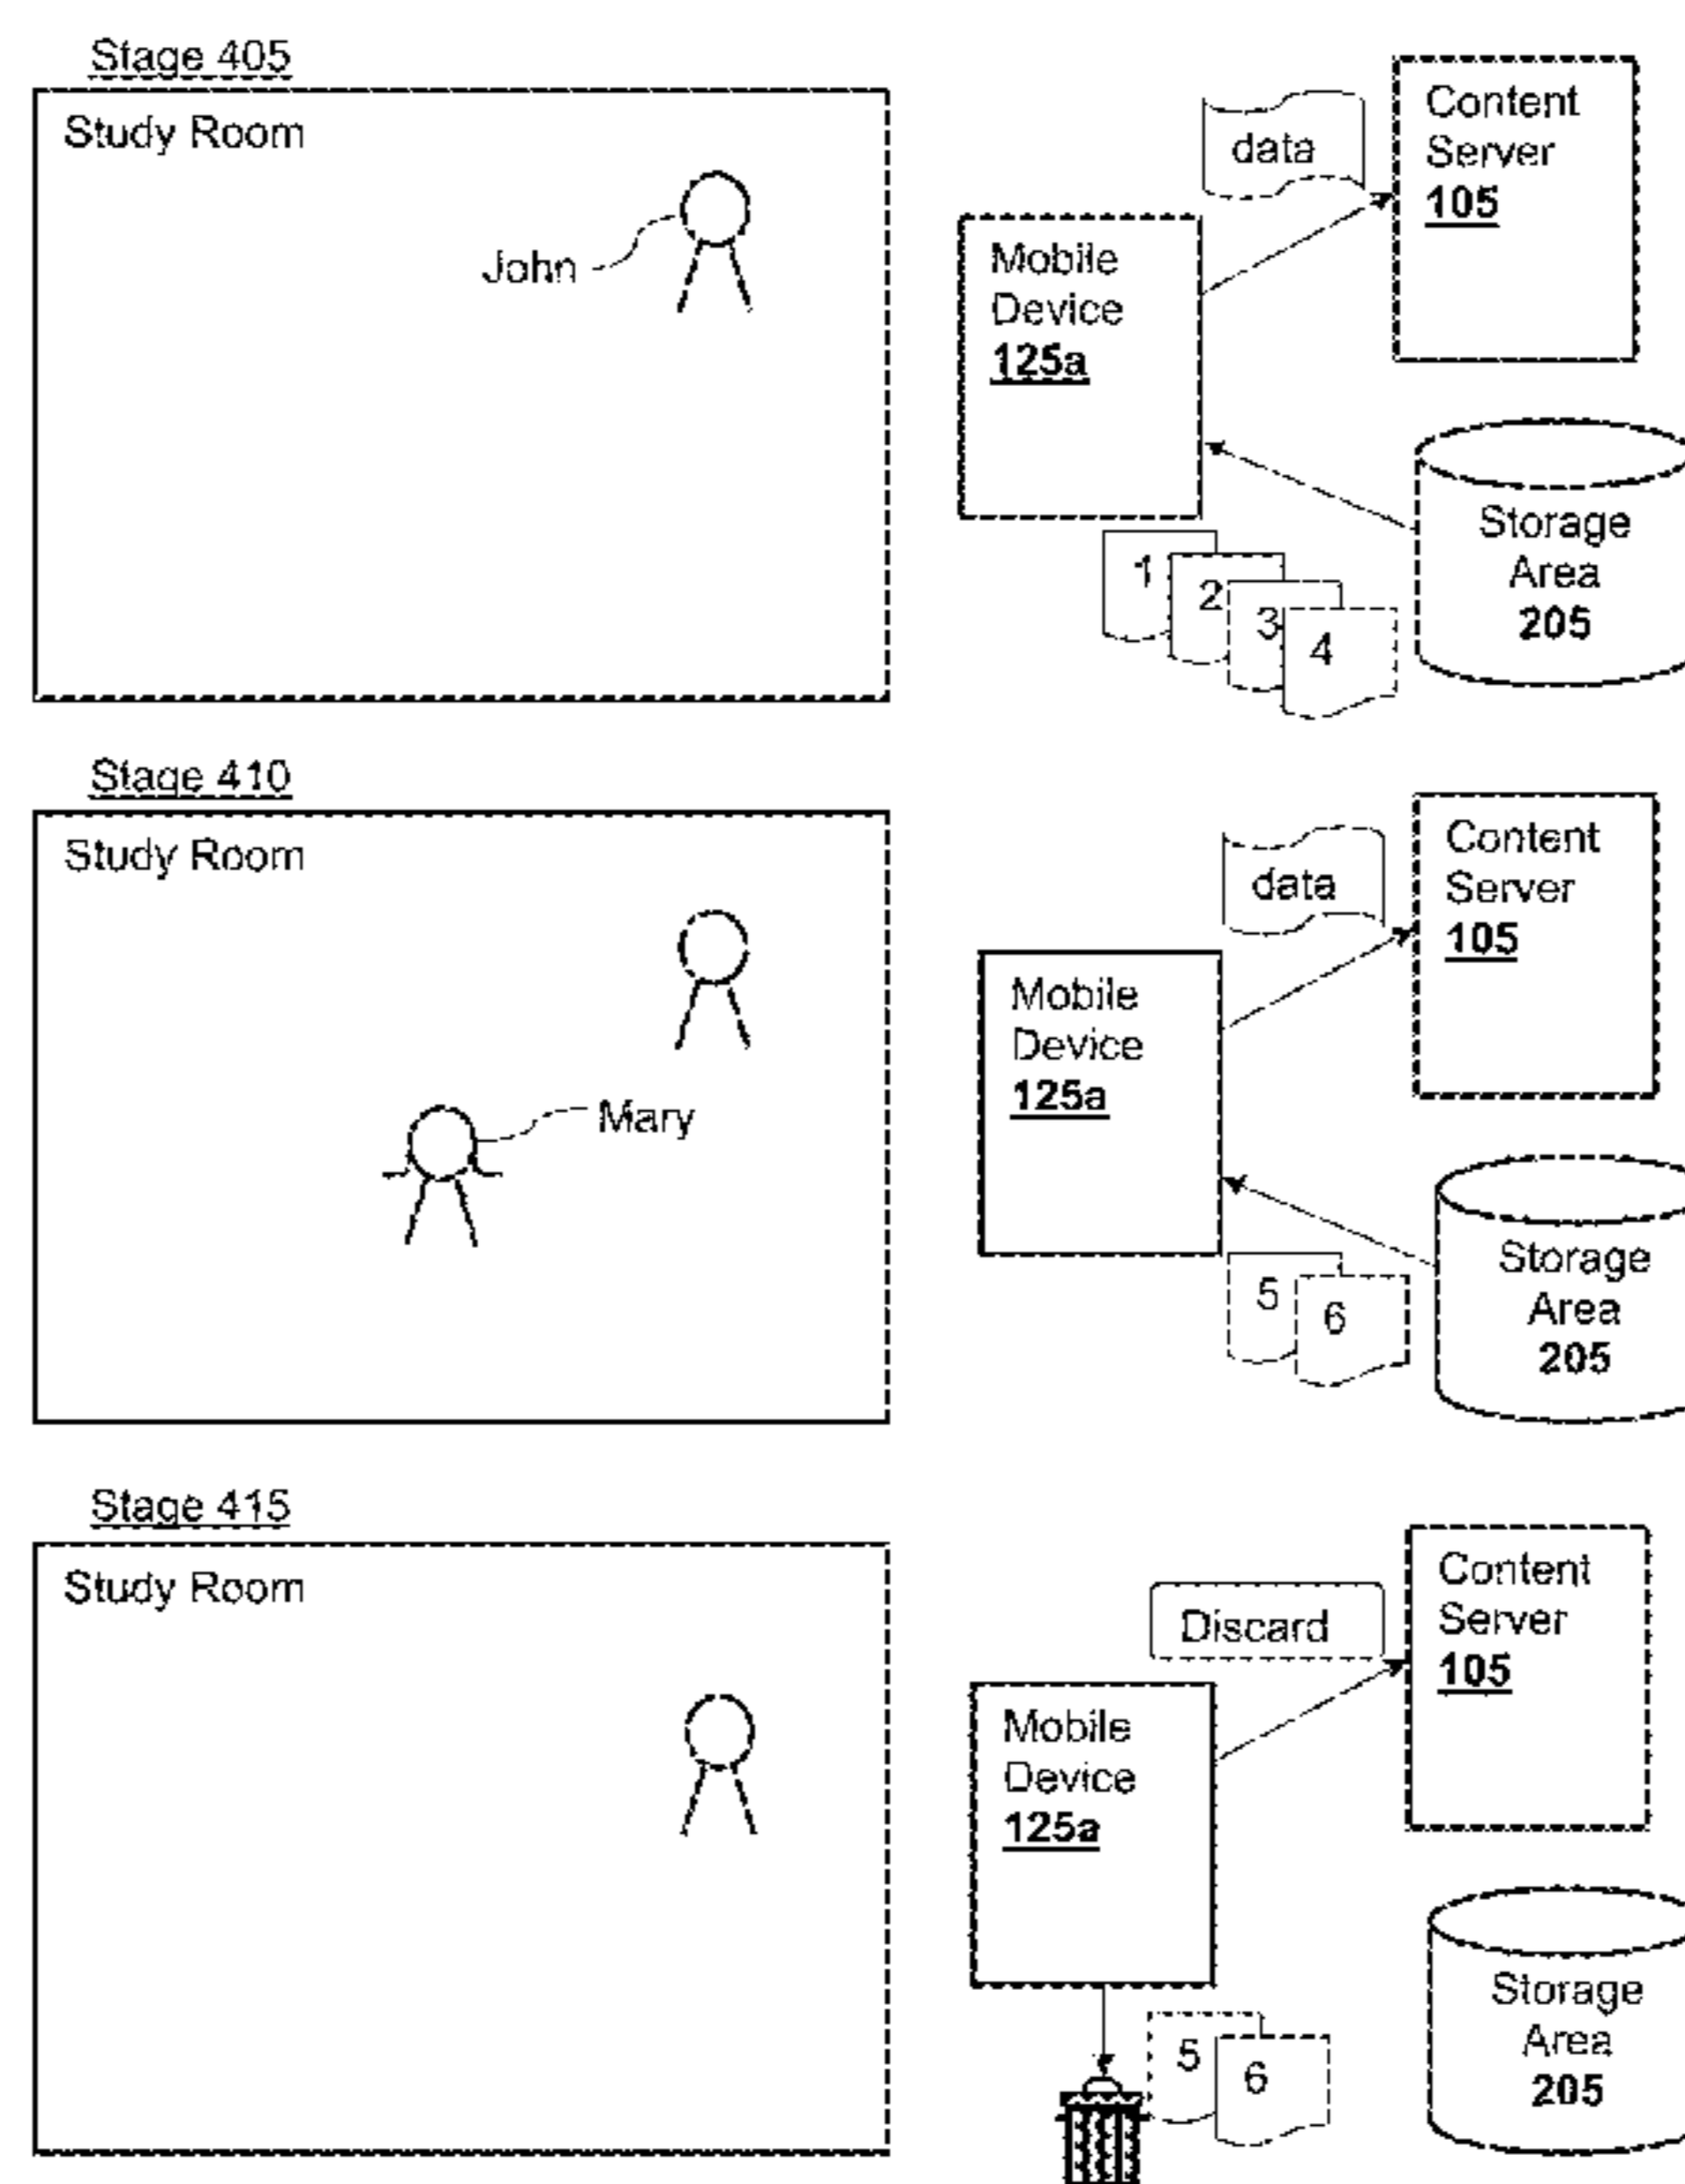 Stage 405
Study Room
John
data
Content
Server
105
Mobile
Device
125a
Storage
Area
205
1
2
3
4
Stage 410
Study Room
Mary
data
Content
Server
105
Mobile
Device
125a
Storage
Area
205
5
6
Stage 415
Study Room
Discard
Content
Server
105
Mobile
Device
125a
Storage
Area
205
5
6